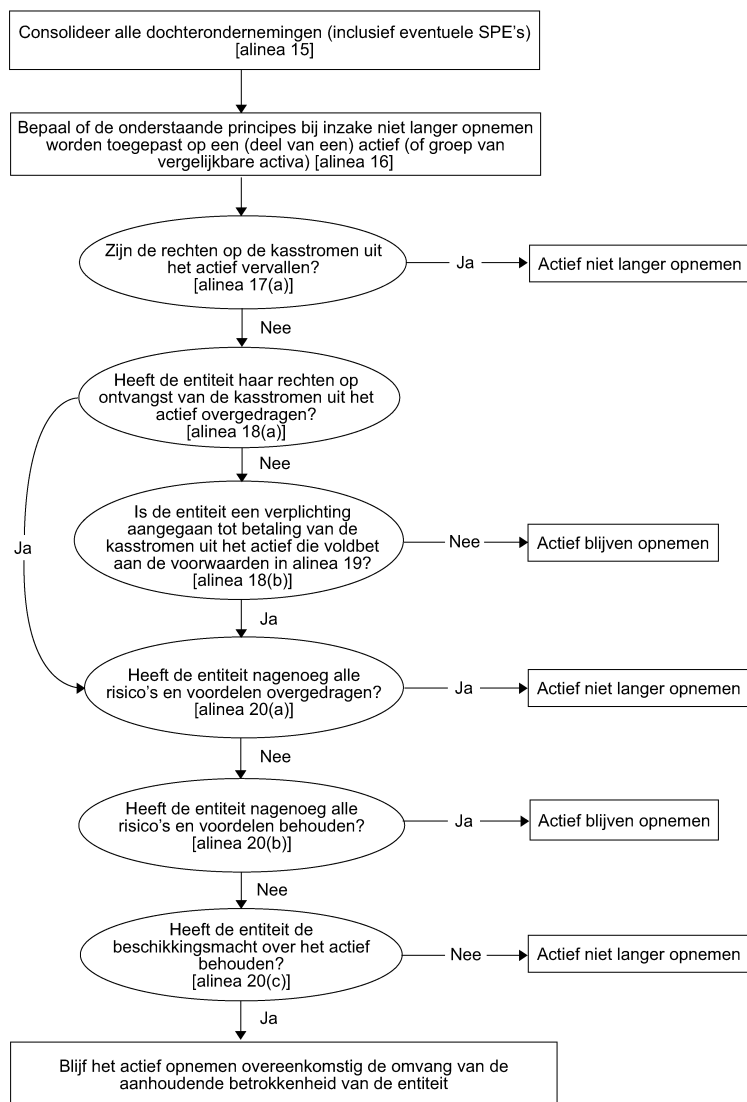 Consolideer alle dochterondernemingen (inclusief eventuele SPE's)
[alinea 15]
Bepaal of de onderstaande principes bij inzake niet langer opnemen
worden toegepast op een (deel van een) actief (of groep van
vergelijkbare activa) [alinea 16]
Zijn de rechten op de kasstromen uit
het actief vervallen?
[alinea 17(a)]
Ja
Actief niet langer opnemen
Nee
Heeft de entiteit haar rechten op
ontvangst van de kasstromen uit het
actief overgedragen?
[alinea 18(a)]
Nee
Ja
Is de entiteit een verplichting
aangegaan tot betaling van de
kasstromen uit het actief die voldbet
aan de voorwaarden in alinea 19?
[alinea 18(b)]
Nee
Actief blijven opnemen
Ja
Heeft de entiteit nagenoeg alle
risico's en voordelen overgedragen?
[alinea 20(a)]
Ja
Actief niet langer opnemen
Nee
Heeft de entiteit nagenoeg alle
risico's en voordelen behouden?
[alinea 20(b)]
Ja
Actief blijven opnemen
Nee
Heeft de entiteit de
beschikkingsmacht over het actief
behouden?
[alinea 20(c)]
Nee
Actief niet langer opnemen
Ja
Blijf het actief opnemen overeenkomstig de omvang van de
aanhoudende betrokkenheid van de entiteit